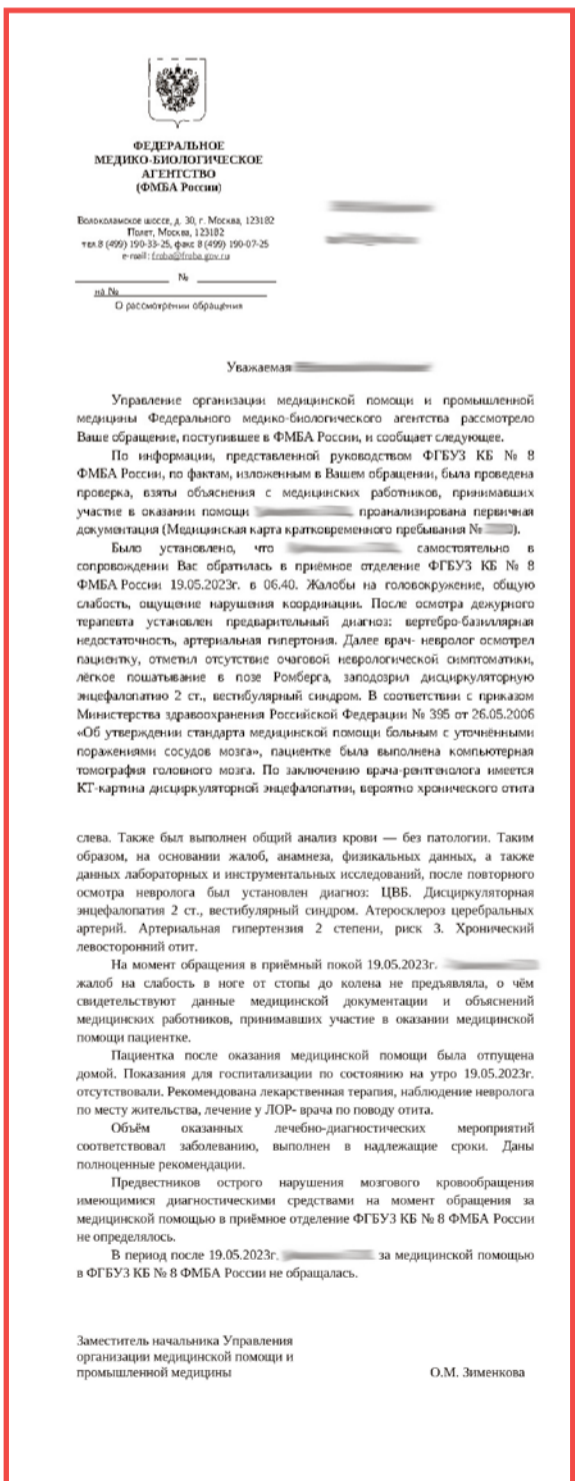 ФЕДЕРАЛЬНОЕ
МЕДИКО-БИОЛОГИЧЕСКОЕ
АГЕНТСТВО
(ФМБА России)
Волоколамское шоссе, д. 30, г. Москва, 123182
Полет, Москва, 123182
тел.8 (499) 190-33-25, факс 8 (499) 190-07-25
№
на №
О рассмотрении обращения
Уважаемая
Управление организации медицинской помощи и промышленной
медицины Федерального медико-биологического агентства рассмотрело
Ваше обращение, поступившее в ФМБА России, и сообщает следующее.
По информации, представленной руководством ФГБУЗ КБ № 8
ФМБА России, по фактам, изложенным в Вашем обращении, была проведена
проверка, взяты объяснения с медицинских работников, принимавших
участие в оказании помощи проанализирована первичная
документация (Медицинская карта кратковременного пребывания № ).
Было установлено, что самостоятельно в
сопровождении Вас обратилась в приёмное отделение ФГБУЗ КБ № 8
ФМБА России 19.05.2023г. в 06.40. Жалобы на головокружение, общую
слабость, ощущение нарушения координации. После осмотра дежурного
терапевта установлен предварительный диагноз: вертебро-базиллярная
недостаточность, артериальная гипертония. Далее врач- невролог осмотрел
пациентку, отметил отсутствие очаговой неврологической симптоматики,
лёгкое пошатывание в позе Ромберга, заподозрил дисциркуляторную
энцефалопатию 2 ст., вестибулярный синдром. В соответствии с приказом
Министерства здравоохранения Российской Федерации № 395 от 26.05.2006
«Об утверждении стандарта медицинской помощи больным с уточнёнными
поражениями сосудов мозга», пациентке была выполнена компьютерная
томография головного мозга. По заключению врача-рентгенолога имеется
КТ-картина дисциркуляторной энцефалопатии, вероятно хронического отита
слева. Также был выполнен общий анализ крови — без патологии. Таким
образом, на основании жалоб, анамнеза, физикальных данных, а также
данных лабораторных и инструментальных исследований, после повторного
осмотра невролога был установлен диагноз: ЦВБ. Дисциркуляторная
энцефалопатия 2 ст., вестибулярный синдром. Атеросклероз церебральных
артерий. Артериальная гипертензия 2 степени, риск 3. Хронический
левосторонний отит.
На момент обращения в приёмный покой 19.05.2023г.
жалоб на слабость в ноге от стопы до колена не предъявляла, о чём
свидетельствуют данные медицинской документации и объяснений
медицинских работников, принимавших участие в оказании медицинской
помощи пациентке.
Пациентка после оказания медицинской помощи была отпущена
домой. Показания для госпитализации по состоянию на утро 19.05.2023г.
отсутствовали. Рекомендована лекарственная терапия, наблюдение невролога
по месту жительства, лечение у ЛОР- врача по поводу отита.
Объём оказанных лечебно-диагностических мероприятий
соответствовал заболеванию, выполнен в надлежащие сроки. Даны
полноценные рекомендации.
Предвестников острого нарушения мозгового кровообращения
имеющимися диагностическими средствами на момент обращения за
медицинской помощью в приёмное отделение ФГБУЗ КБ № 8 ФМБА России
не определялось.
В период после 19.05.2023г. за медицинской помощью
в ФГБУЗ КБ № 8 ФМБА России не обращалась.
Заместитель начальника Управления
организации медицинской помощи и
промышленной медицины О.М. Зименкова